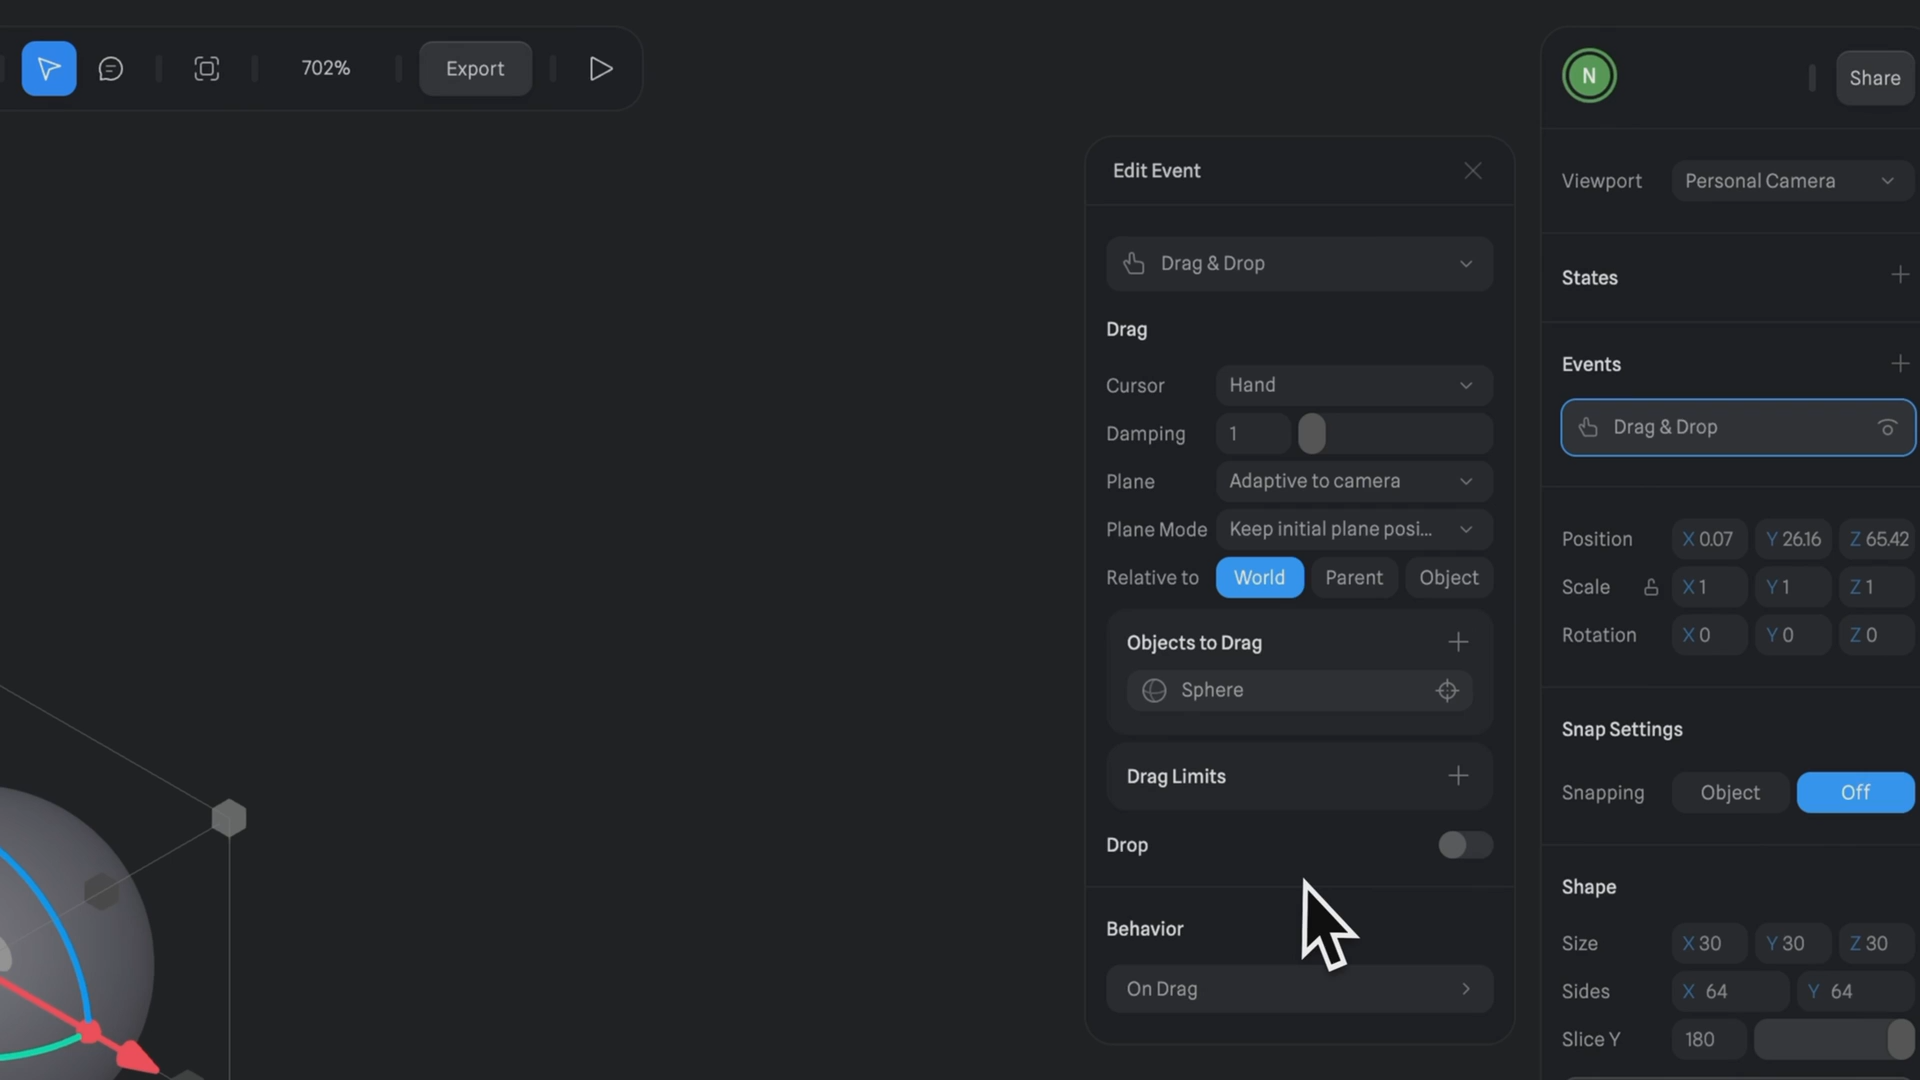 702%
Export
N
Share
Edit Event
Viewport
Personal Camera
Drag & Drop
States
Drag
Events
Cursor
Hand
Drag & Drop
Damping
1
Plane
Adaptive to camera
Plane Mode
Keep initial plane posi...
Position
X 0.07
Y 26.16
Z 65.42
Relative to
World
Parent
Object
Scale
X 1
Y 1
Z 1
Rotation
X 0
Y 0
Z 0
Objects to Drag
Sphere
Snap Settings
Drag Limits
Snapping
Object
Off
Drop
Shape
Behavior
Size
X 30
Y 30
Z 30
On Drag
Sides
X 64
Y 64
Slice Y
180